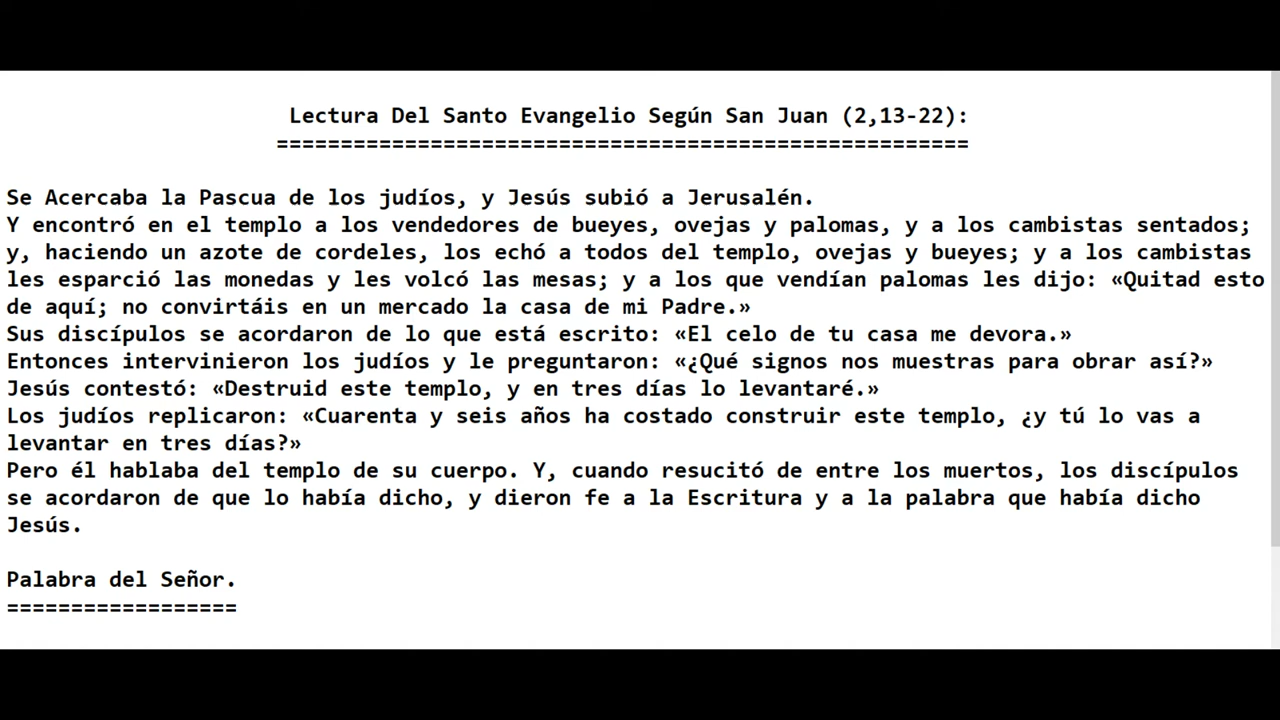 Lectura Del Santo Evangelio Según San Juan (2,13-22):
======================================================
Se Acercaba la Pascua de los judíos, y Jesús subió a Jerusalén.
Y encontró en el templo a los vendedores de bueyes, ovejas y palomas, y a los cambistas sentados;
y, haciendo un azote de cordeles, los echó a todos del templo, ovejas y bueyes; y a los cambistas
les esparció las monedas y les volcó las mesas; y a los que vendían palomas les dijo: «Quitad esto
de aquí; no convirtáis en un mercado la casa de mi Padre.»
Sus discípulos se acordaron de lo que está escrito: «El celo de tu casa me devora.»
Entonces intervinieron los judíos y le preguntaron: «¿Qué signos nos muestras para obrar así?»
Jesús contestó: «Destruid este templo, y en tres días lo levantaré.»
Los judíos replicaron: «Cuarenta y seis años ha costado construir este templo, ¿y tú lo vas a
levantar en tres días?»
Pero él hablaba del templo de su cuerpo. Y, cuando resucitó de entre los muertos, los discípulos
se acordaron de que lo había dicho, y dieron fe a la Escritura y a la palabra que había dicho
Jesús.
Palabra del Señor.
==================